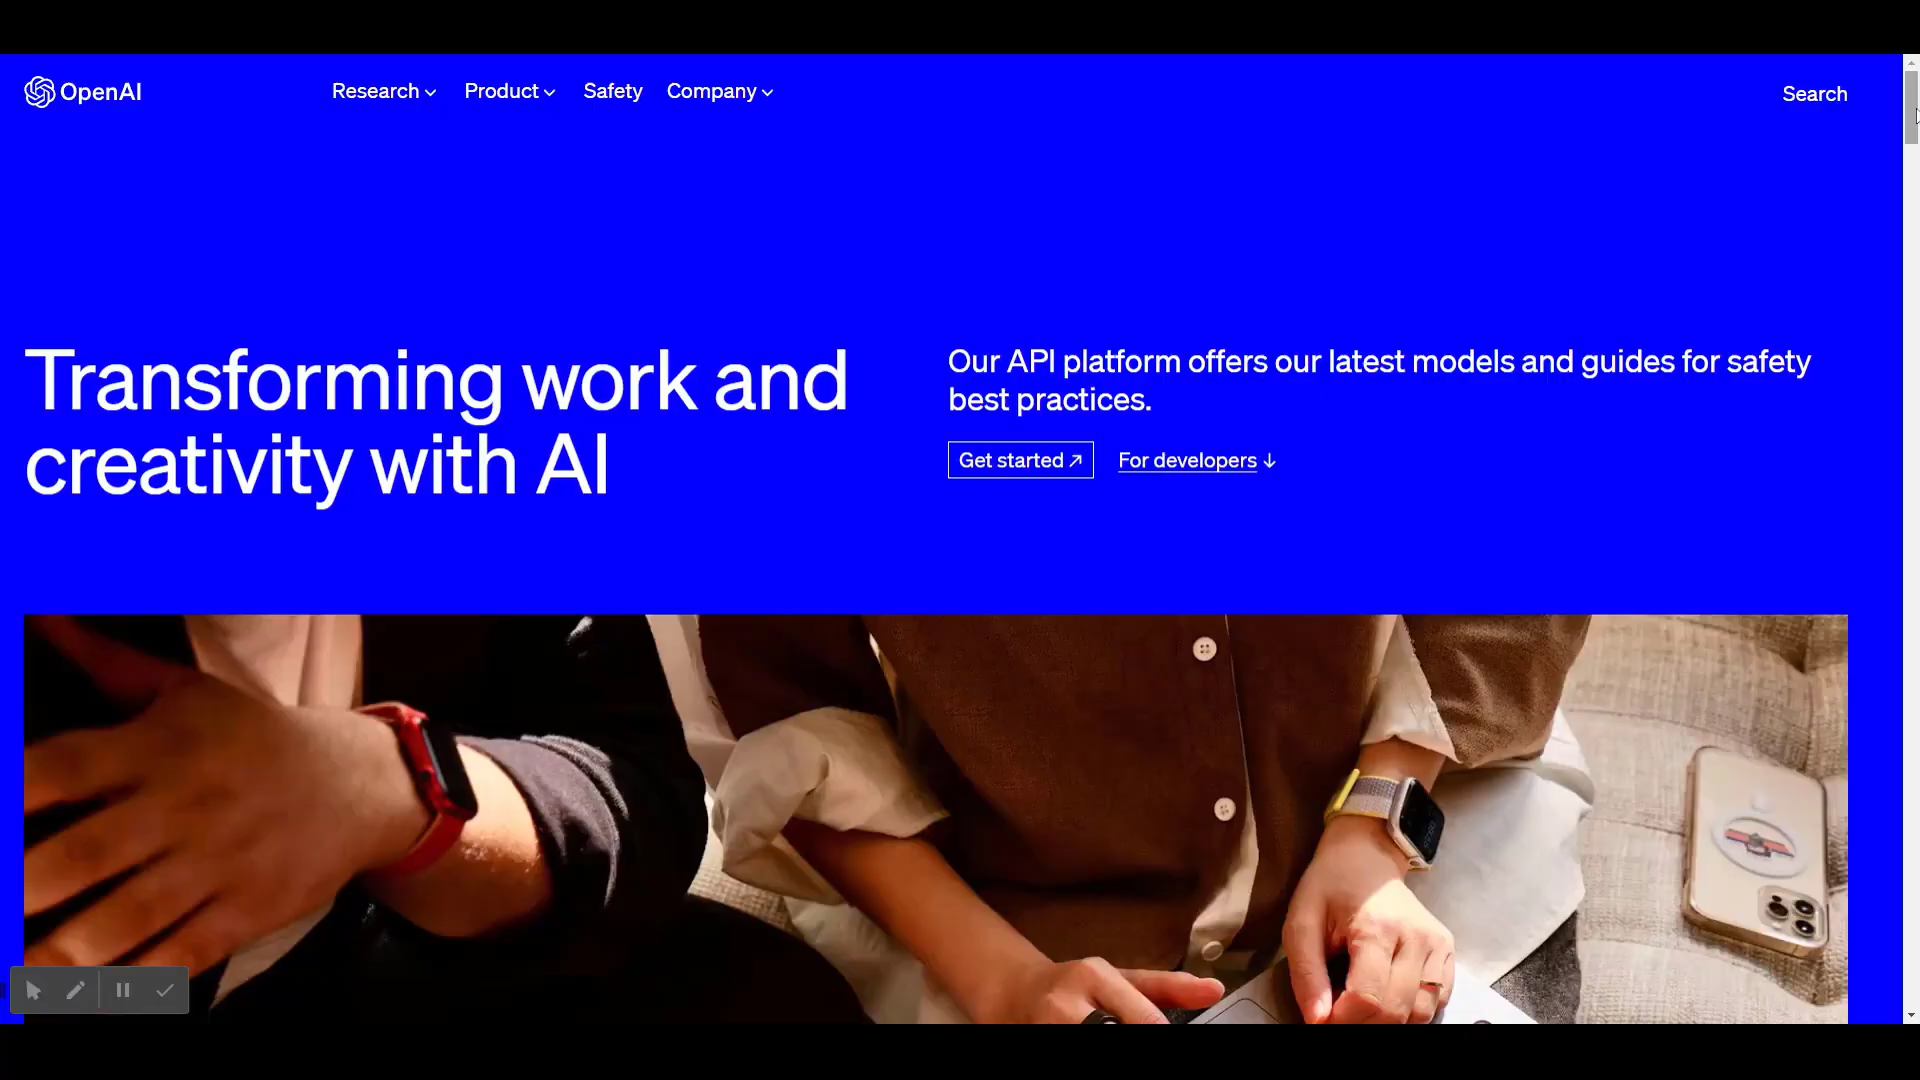 OpenAI
Research
Product
Safety
Company
Search
Transforming work and
creativity with AI
Our API platform offers our latest models and guides for safety
best practices.
Get started
For developers